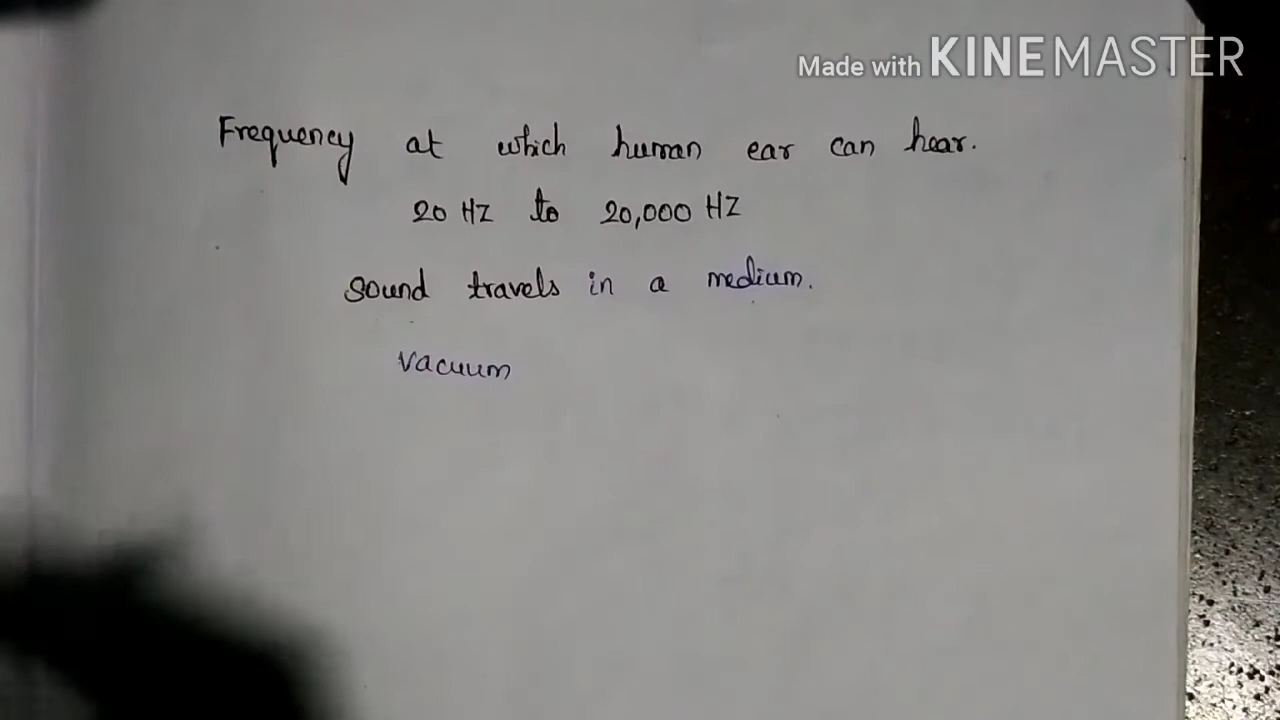 Made with KINEMASTER
Frequency at which human ear can hear.
20 HZ to 20,000 HZ
Sound travels in a medium.
Vacuum